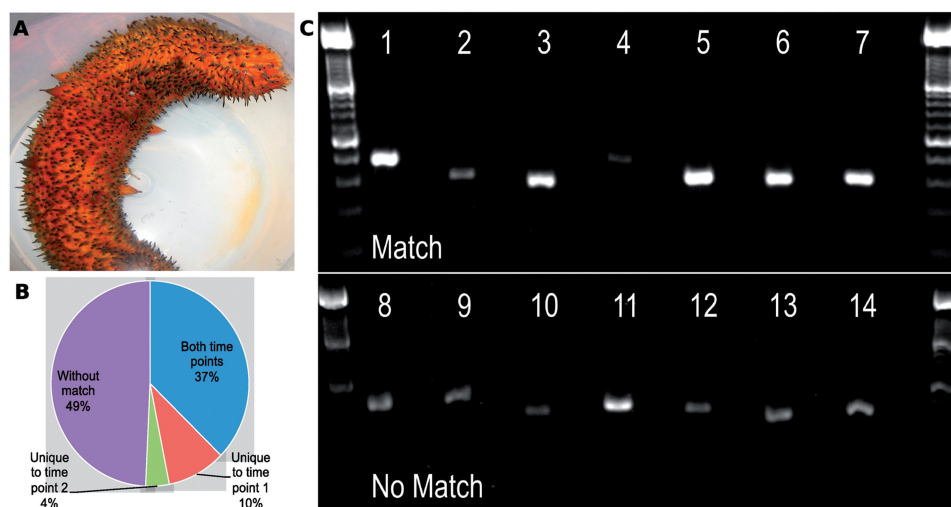 A
C
1 2 3 4 5 6 7
Match
B
Both time
points
37%
Without
match
49%
Unique
to time
point 2
4%
Unique
to time
point 1
10%
8 9 10 11 12 13 14
No Match